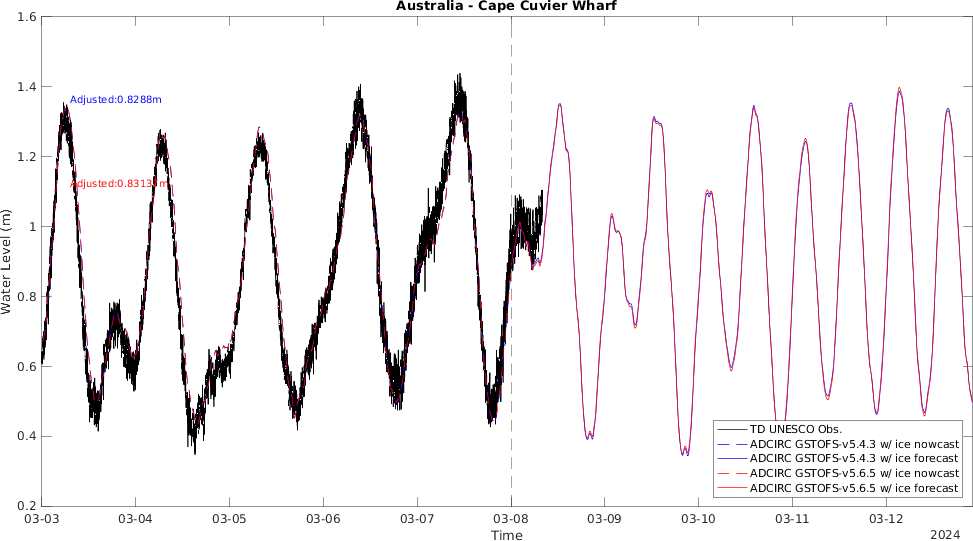 Australia - Cape Cuvier Wharf
1.6
1.4
1.2
1
0.8
0.6
0.4
0.2
Water Level (m)
Adjusted:0.8288m
TD UNESCO Obs.
ADCIRC GSTOFS-v5.4.3 w/ ice nowcast
ADCIRC GSTOFS-v5.4.3 w/ ice forecast
ADCIRC GSTOFS-v5.6.5 w/ ice nowcast
ADCIRC GSTOFS-v5.6.5 w/ ice forecast
03-03 03-04 03-05 03-06 03-07 03-08 03-09 03-10 03-11 03-12
Time
2024